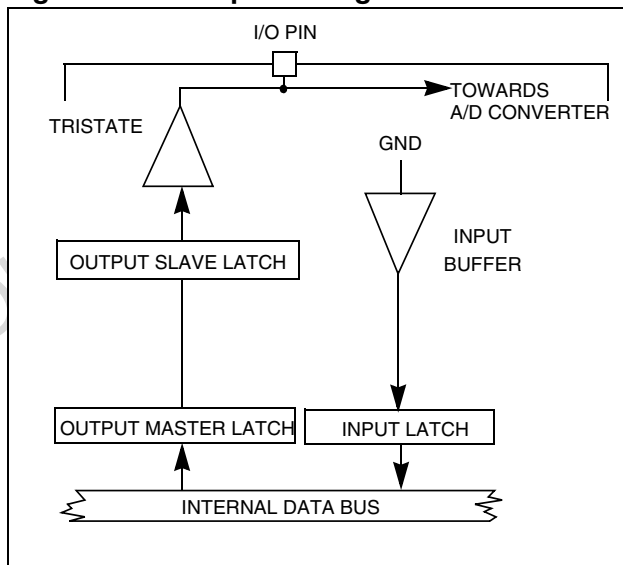 I/O PIN
TOWARDS
A/D CONVERTER
TRISTATE
GND
INPUT
BUFFER
OUTPUT SLAVE LATCH
OUTPUT MASTER LATCH
INPUT LATCH
INTERNAL DATA BUS